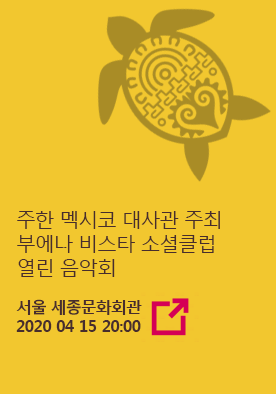 주한 멕시코 대사관 주최
부에나 비스타 소셜클럽
열린 음악회
서울 세종문화회관
2020 04 15 20:00